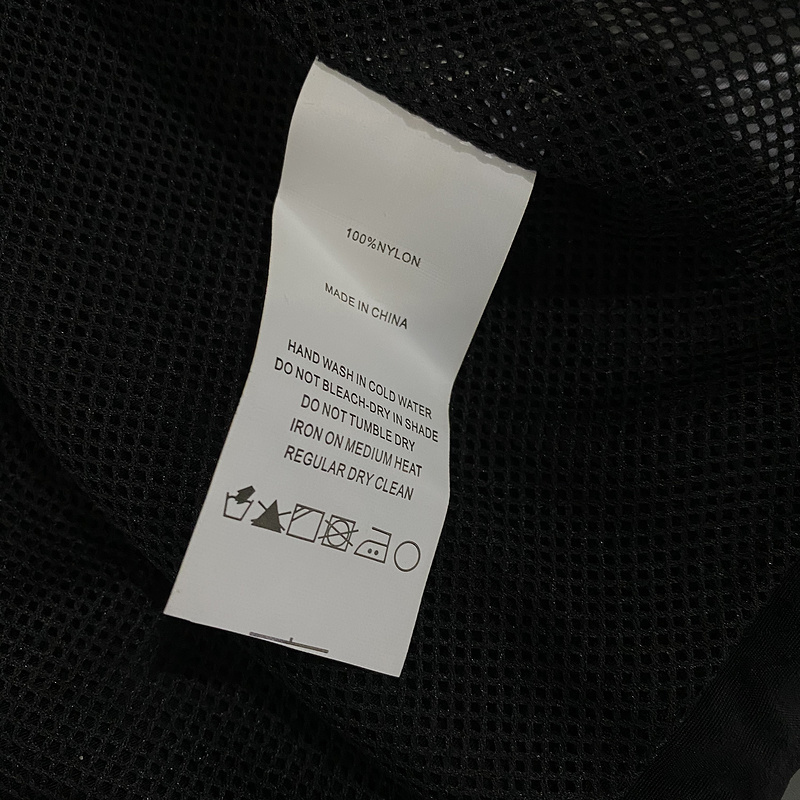 100%NYLON
MADE IN CHINA
HAND WASH IN COLD WATER
DO NOT BLEACH-DRY IN SHADE
DO NOT TUMBLE DRY
IRON ON MEDIUM HEAT
REGULAR DRY CLEAN